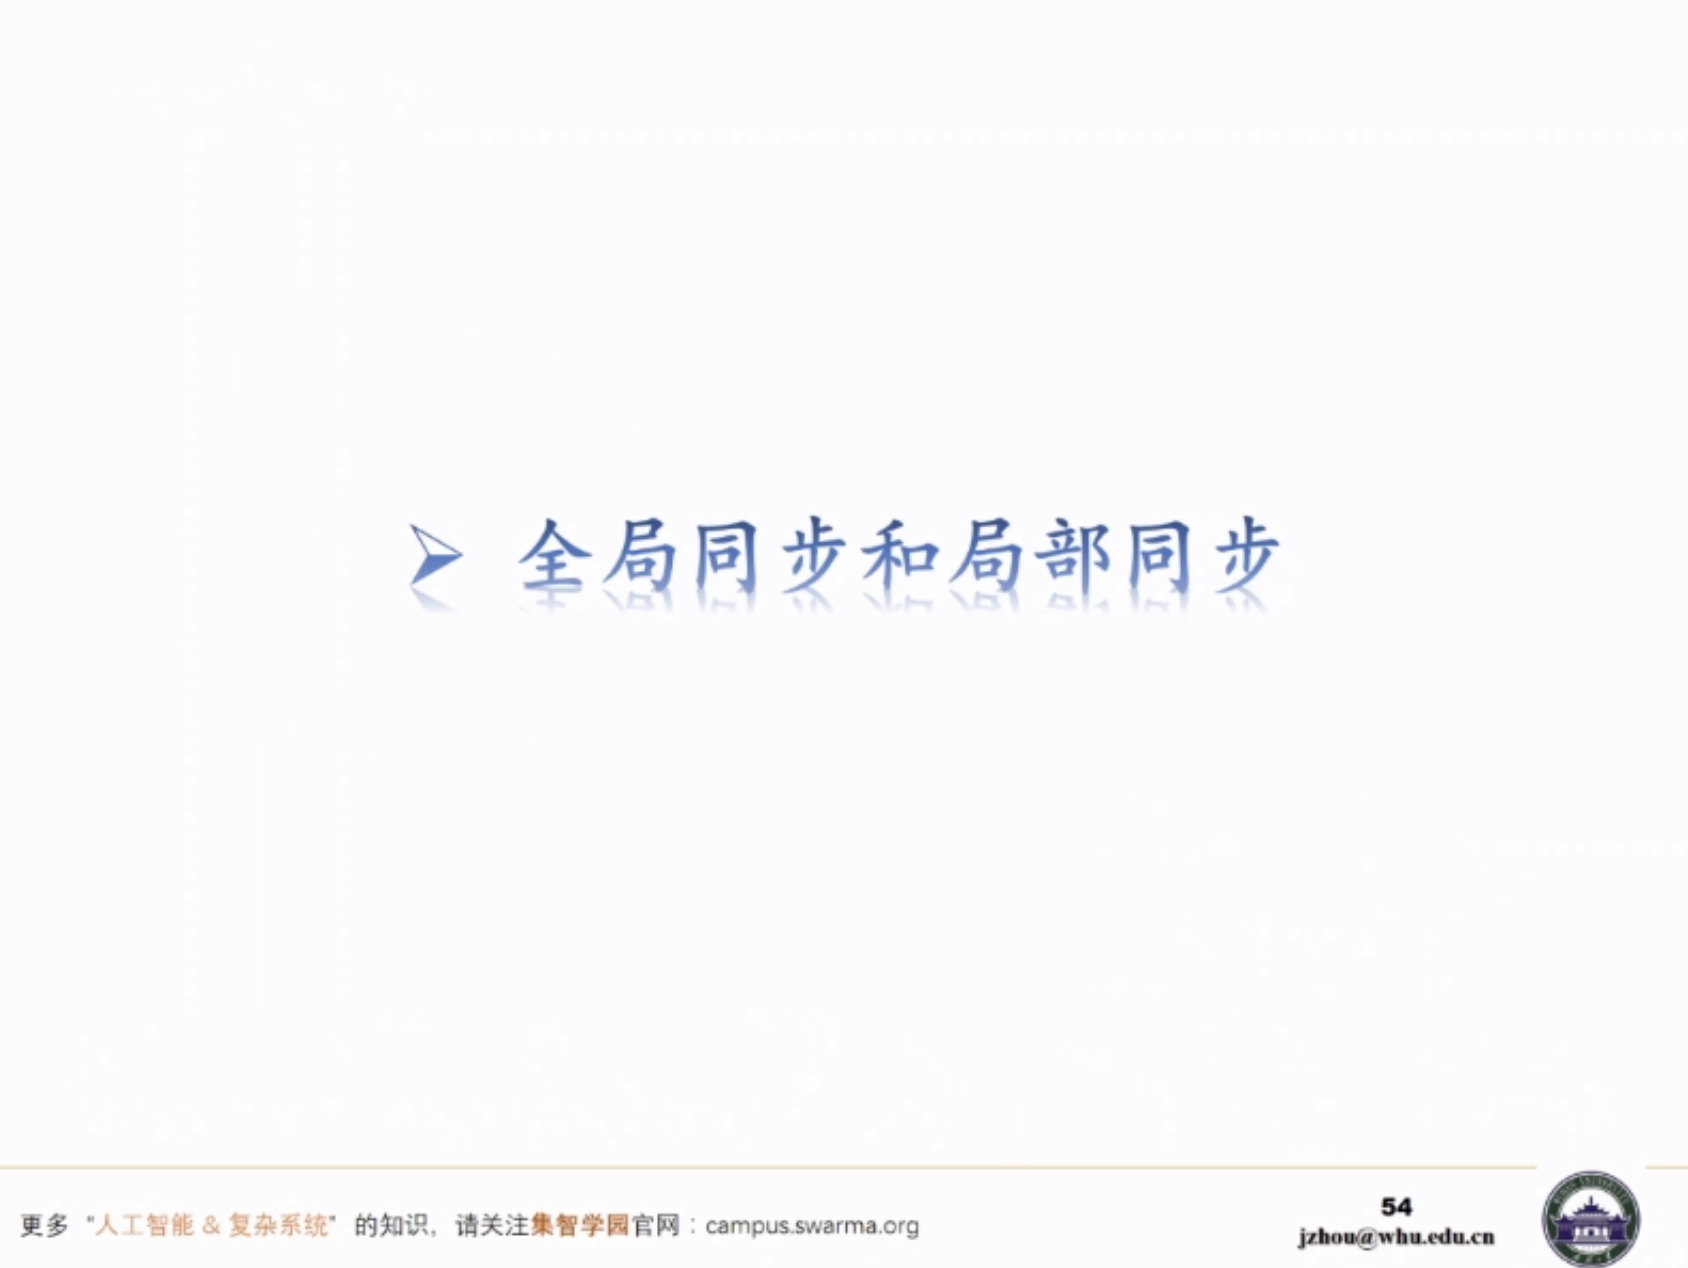 全局同步和局部同步
更多 “人工智能 & 复杂系统” 的知识，请关注集智学园官网：campus.swarma.org
54
jzhou@whu.edu.cn